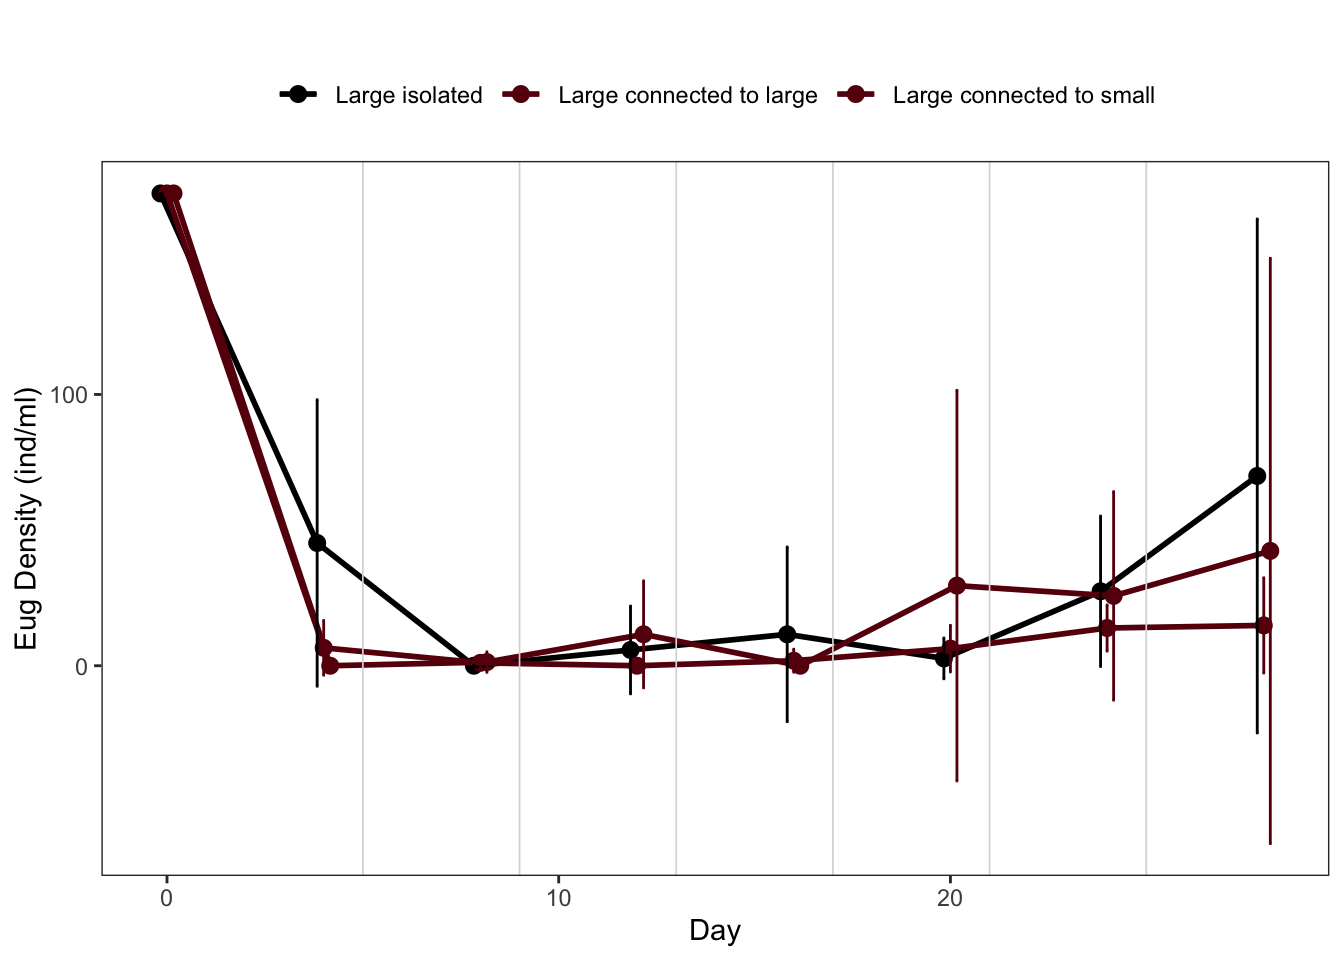 Large isolated Large connected to large Large connected to small
Eug Density (ind/ml)
100
0
0 10 20
Day